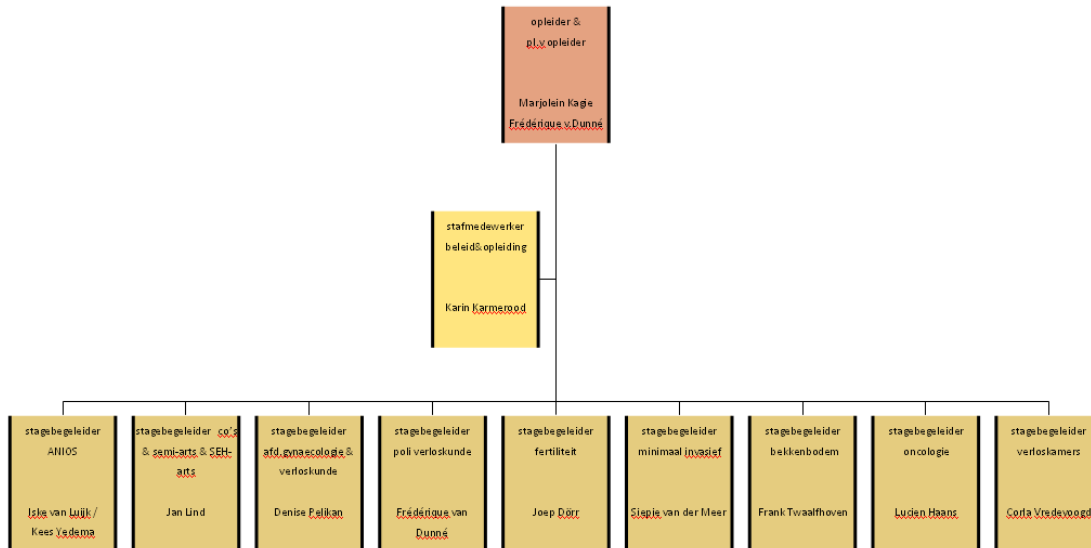 opleider &
pl.v opleider
Marjolein Kagie
Frédérique v.Dunné
stafmedewerker
beleid&opleiding
Karin Karmerood
stagebegeleider
ANIOS
Iske van Luijk /
Kees Yedema
stagebegeleider co's
& semi-arts & SEH-
arts
Jan Lind
stagebegeleider
afd.gynaecologie &
verloskunde
Denise Pelikan
stagebegeleider
poli verloskunde
Frédérique van
Dunné
stagebegeleider
fertiliteit
Joep Dörr
stagebegeleider
minimaal invasief
Siepie van der Meer
stagebegeleider
bekkenbodem
Frank Twaalfhoven
stagebegeleider
oncologie
Lucien Haans
stagebegeleider
verloskamers
Corla Vredevoogd